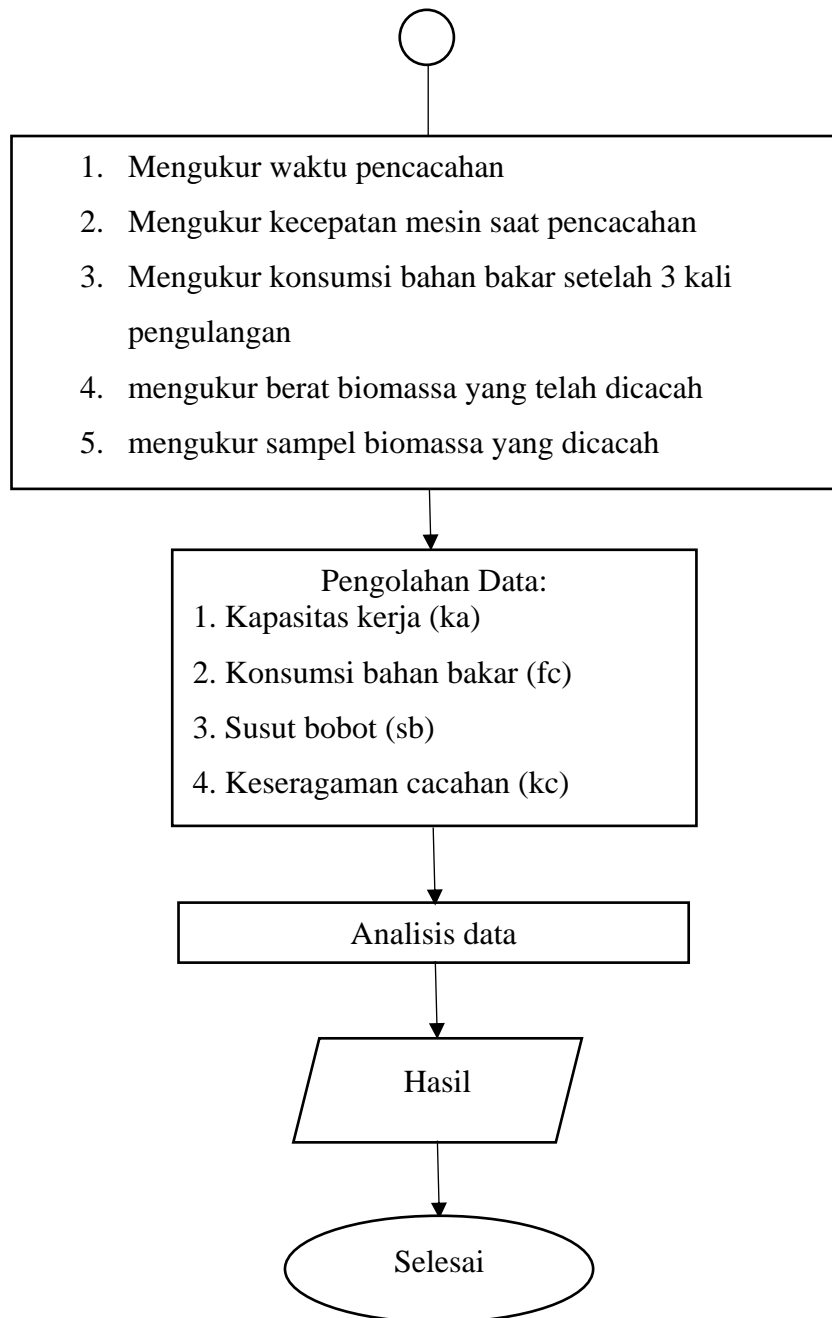 1. Mengukur waktu pencacahan
2. Mengukur kecepatan mesin saat pencacahan
3. Mengukur konsumsi bahan bakar setelah 3 kali
pengulangan
4. mengukur berat biomassa yang telah dicacah
5. mengukur sampel biomassa yang dicacah
Pengolahan Data:
1. Kapasitas kerja (ka)
2. Konsumsi bahan bakar (fc)
3. Susut bobot (sb)
4. Keseragaman cacahan (kc)
Analisis data
Hasil
Selesai